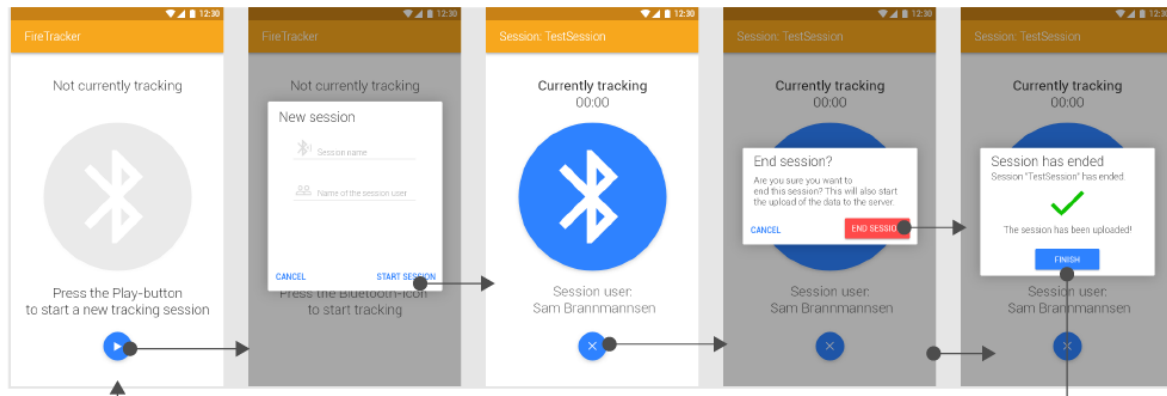 12:30
FireTracker
Not currently tracking
Press the Play-button
to start a new tracking session
12:30
FireTracker
Not currently tracking
New session
Session name
Name of the session user
CANCEL
START SESSION
Press the Bluetooth-icon
to start tracking
12:30
Session: TestSession
Currently tracking
00:00
Session user:
Sam Brannmannsen
12:30
Session: TestSession
Currently tracking
00:00
End session?
Are you sure you want to
end this session? This will also start
the upload of the data to the server.
CANCEL
END SESSION
Session user:
Sam Brannmannsen
12:30
Session: TestSession
Currently tracking
00:00
Session has ended
Session "TestSession" has ended.
The session has been uploaded!
FINISH
Session user:
Sam Brannmannsen